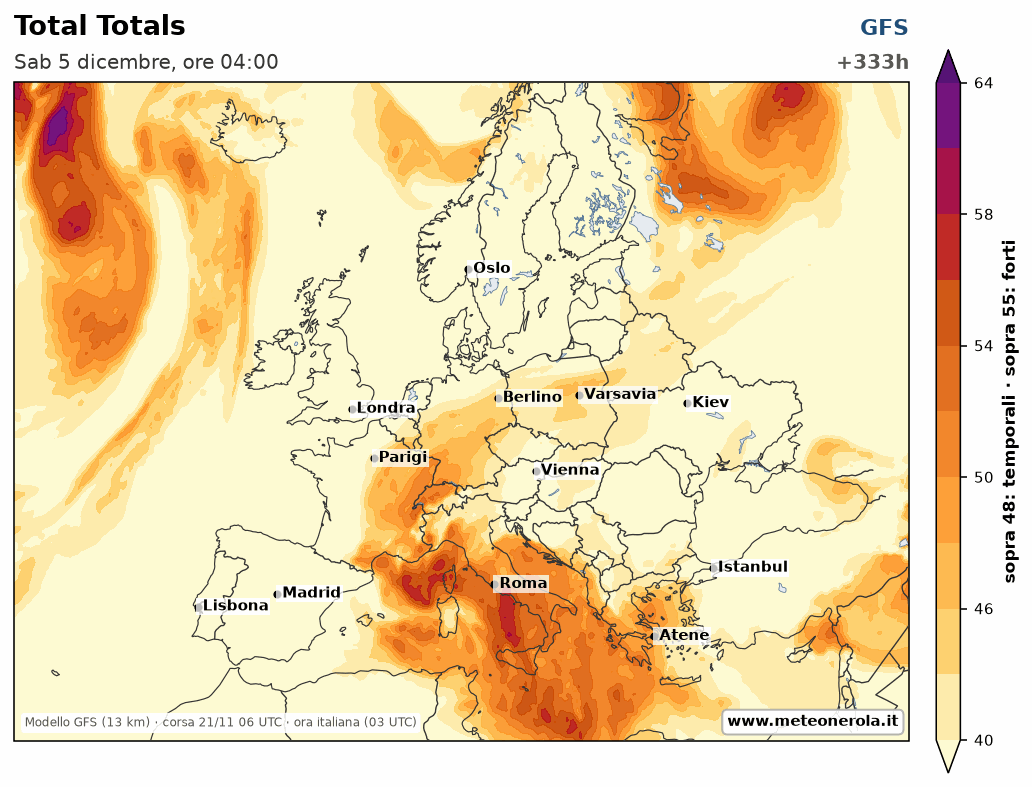 Total Totals
GFS
Sab 5 dicembre, ore 04:00
+333h
64
58
54
50
46
40
sopra 48: temporali · sopra 55: forti
Oslo
Berlino
Varsavia
Kiev
Londra
Parigi
Vienna
Istanbul
Roma
Madrid
Lisbona
Atene
Modello GFS (13 km) · corsa 21/11 06 UTC · ora italiana (03 UTC)
www.meteonerola.it